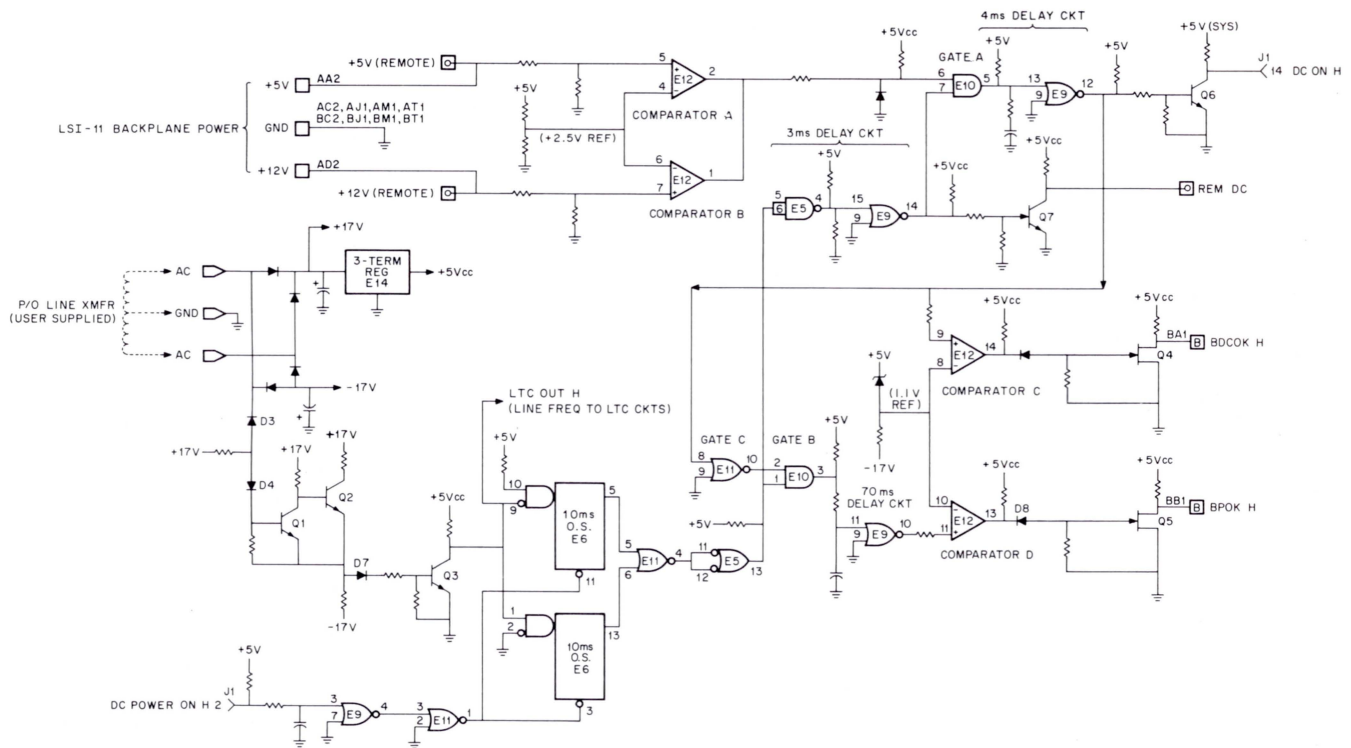 4ms DELAY CKT
+5V (SYS)
+5Vcc
+5V
GATE A
+5V
J1
14 DC ON H
+5V (REMOTE)
5
+
E12
2
4
-
6
E10
5
7
13
E9
12
9
Q6
+5V
AA2
+5V
COMPARATOR A
AC2, AJ1, AM1, AT1
BC2, BJ1, BM1, BT1
LSI-11 BACKPLANE POWER
GND
(+2.5V REF)
3ms DELAY CKT
+5V
+5Vcc
+5Vcc
+12V
AD2
6
-
E12
1
7
+
+12V (REMOTE)
COMPARATOR B
5
6
E5
4
15
E9
14
9
Q7
REM DC
+17V
AC
3-TERM
REG
E14
+5Vcc
P/O LINE XMFR
(USER SUPPLIED)
GND
AC
+
-17V
+
+5Vcc
+5Vcc
9
+
E12
14
8
-
BA1
B
BDCOK H
Q4
COMPARATOR C
+5V
(1.1V
REF)
-17V
LTC OUT H
(LINE FREQ TO LTC CKTS)
D3
+17V
+17V
+17V
D4
Q1
Q2
+5V
10
9
10ms
O.S.
E6
5
11
GATE C
GATE B
8
E11
10
9
2
E10
3
1
+5V
70ms
DELAY CKT
+5Vcc
+5Vcc
10
-
E12
13
11
+
D8
BB1
B
BPOK H
Q5
COMPARATOR D
11
E9
10
9
+5V
+5Vcc
D7
Q3
-17V
5
E11
4
6
11
E5
12
13
1
2
10ms
O.S.
E6
13
3
+5V
J1
DC POWER ON H 2
3
E9
4
7
3
E11
1
2